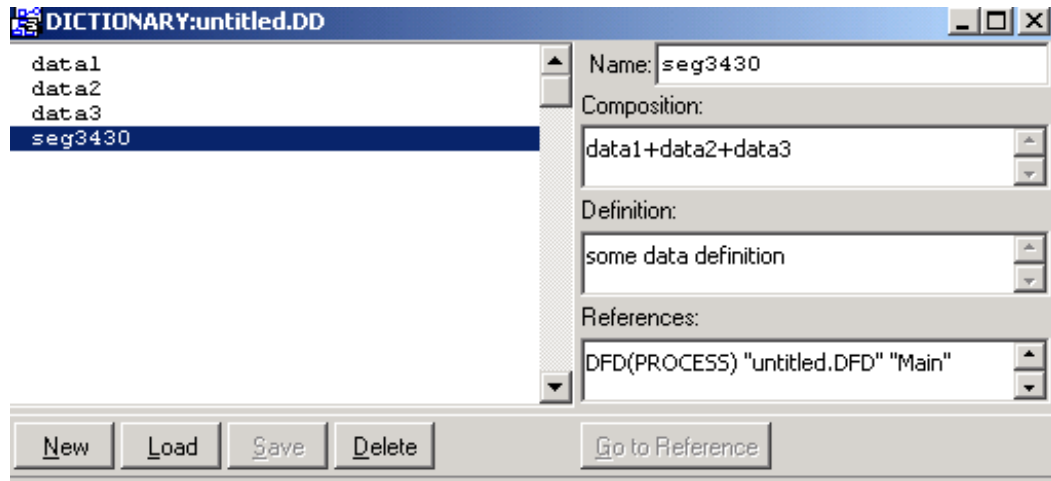 DICTIONARY:untitled.DD
data1
data2
data3
seg3430
Name: seg3430
Composition:
data1+data2+data3
Definition:
some data definition
References:
DFD(PROCESS) "untitled.DFD" "Main"
New Load Save Delete Go to Reference